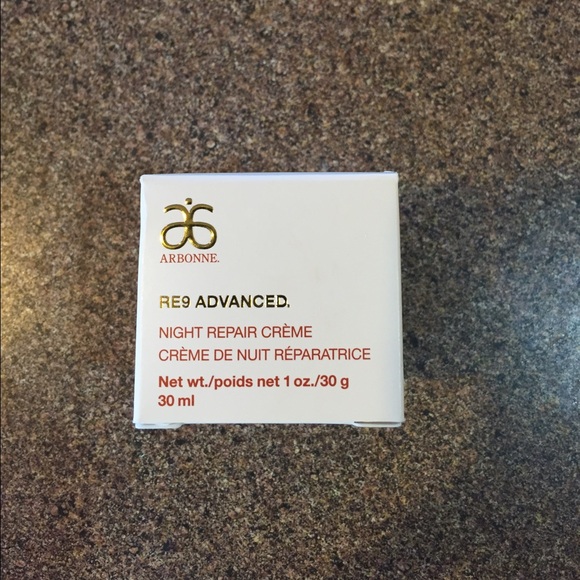 ARBONNE.
RE9 ADVANCED.
NIGHT REPAIR CRÈME
CRÈME DE NUIT RÉPARATRICE
Net wt./poids net 1 oz./30 g
30 ml